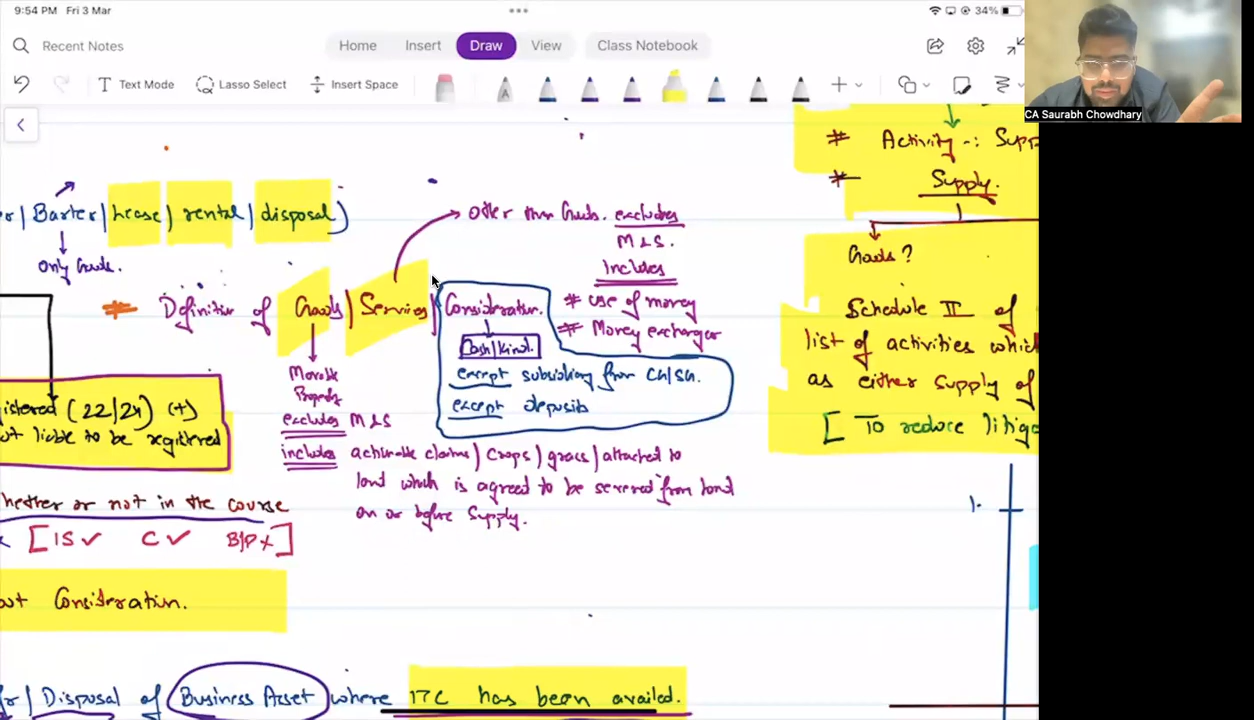 9:54 PM Fri 3 Mar
34%
Recent Notes
Home Insert Draw View Class Notebook
Text Mode Lasso Select Insert Space
CA Saurabh Chowdhary
# Activity -: Supp
* Supply.
Goods?
Schedule II of
list of activities which
as either supply of
[ To reduce litiga
or | Barter | Lease | rental | disposal )
only Goods.
other than Goods. excludes
M & S.
Includes
# use of money
# Money exchanger
* Definition of Goods | Services | Consideration.
Cash/kind.
except subsidiary from CG/SG.
except deposits
Movable
Property
excludes M & S
includes actionable claims | crops | grass | attached to
land which is agreed to be severed from land
on or before supply.
istered (22/24) (+)
t liable to be registered
hether or not in the course
[ IS ✓ C ✓ B/P x ]
out Consideration.
1.
r | Disposal of Business Asset where ITC has been availed.